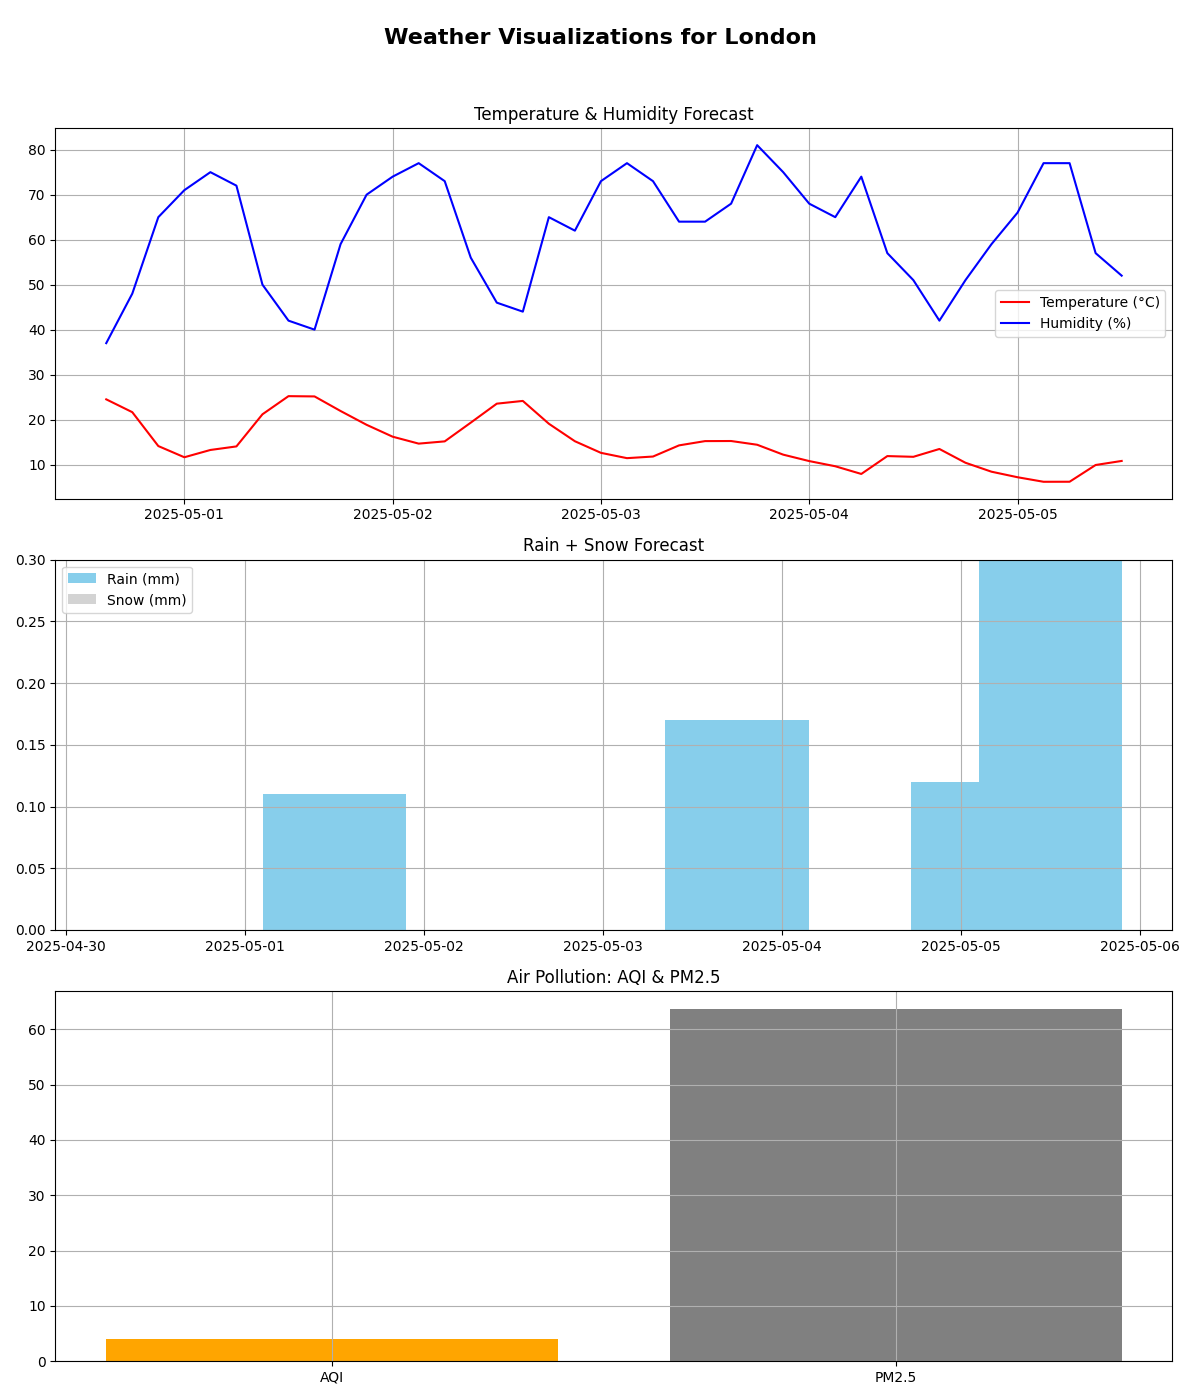 Weather Visualizations for London
Temperature & Humidity Forecast
80
70
60
50
40
30
20
10
Temperature (°C)
Humidity (%)
2025-05-01 2025-05-02 2025-05-03 2025-05-04 2025-05-05
Rain + Snow Forecast
0.30
0.25
0.20
0.15
0.10
0.05
0.00
Rain (mm)
Snow (mm)
2025-04-30 2025-05-01 2025-05-02 2025-05-03 2025-05-04 2025-05-05 2025-05-06
Air Pollution: AQI & PM2.5
60
50
40
30
20
10
0
AQI PM2.5